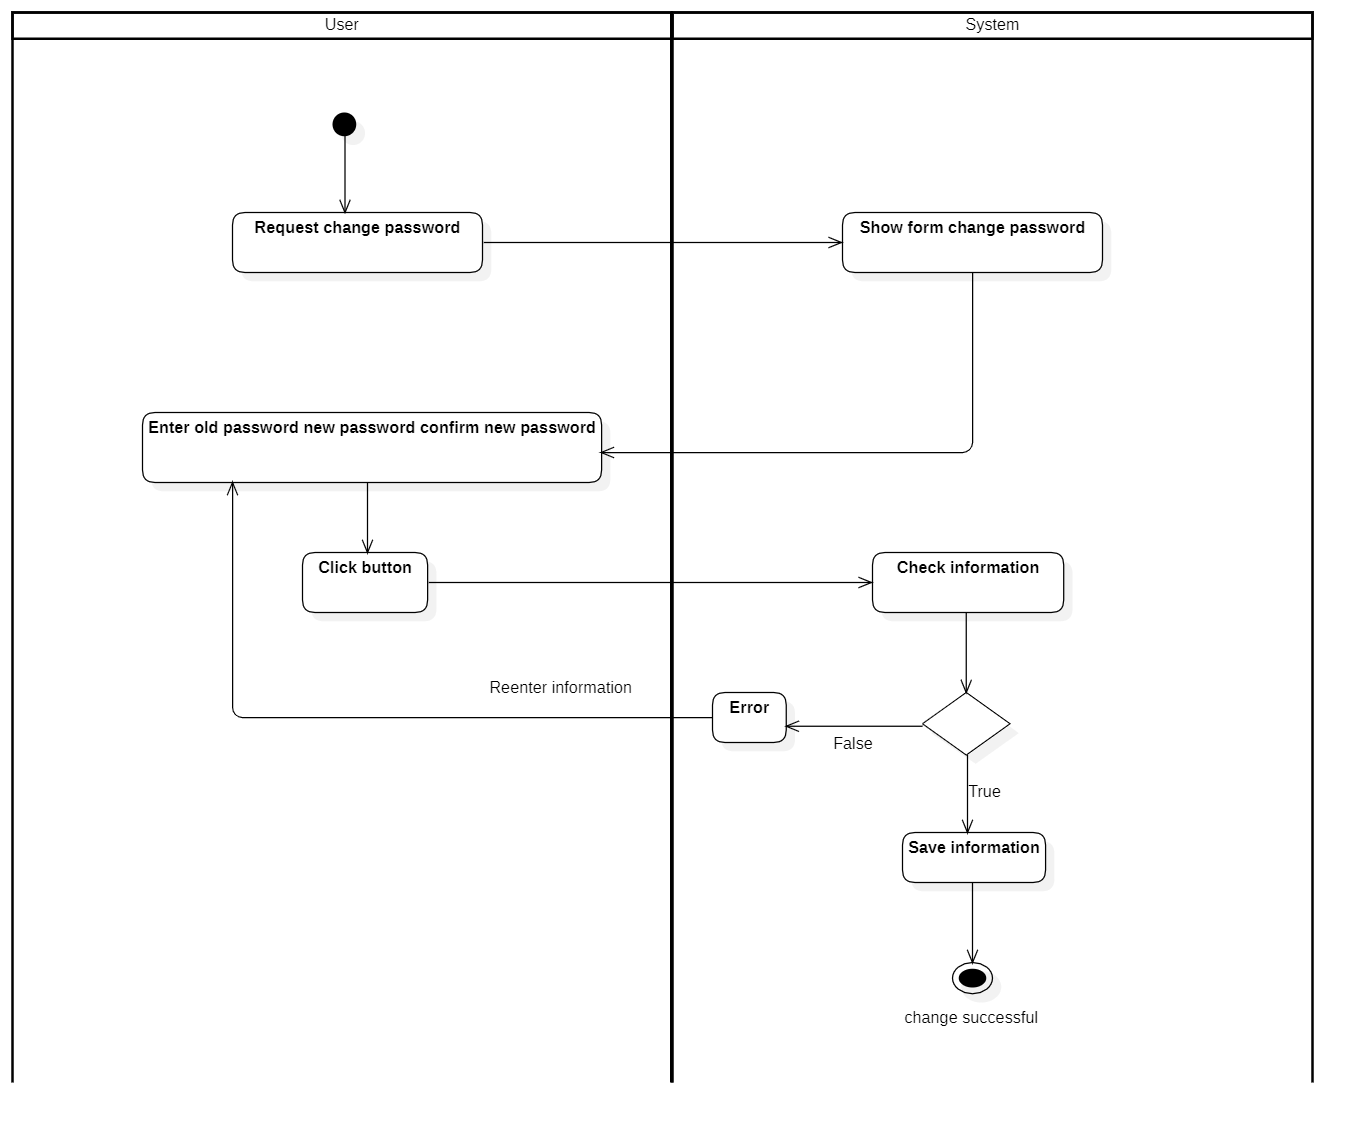 User
System
Request change password
Show form change password
Enter old password new password confirm new password
Click button
Check information
Reenter information
Error
False
True
Save information
change successful